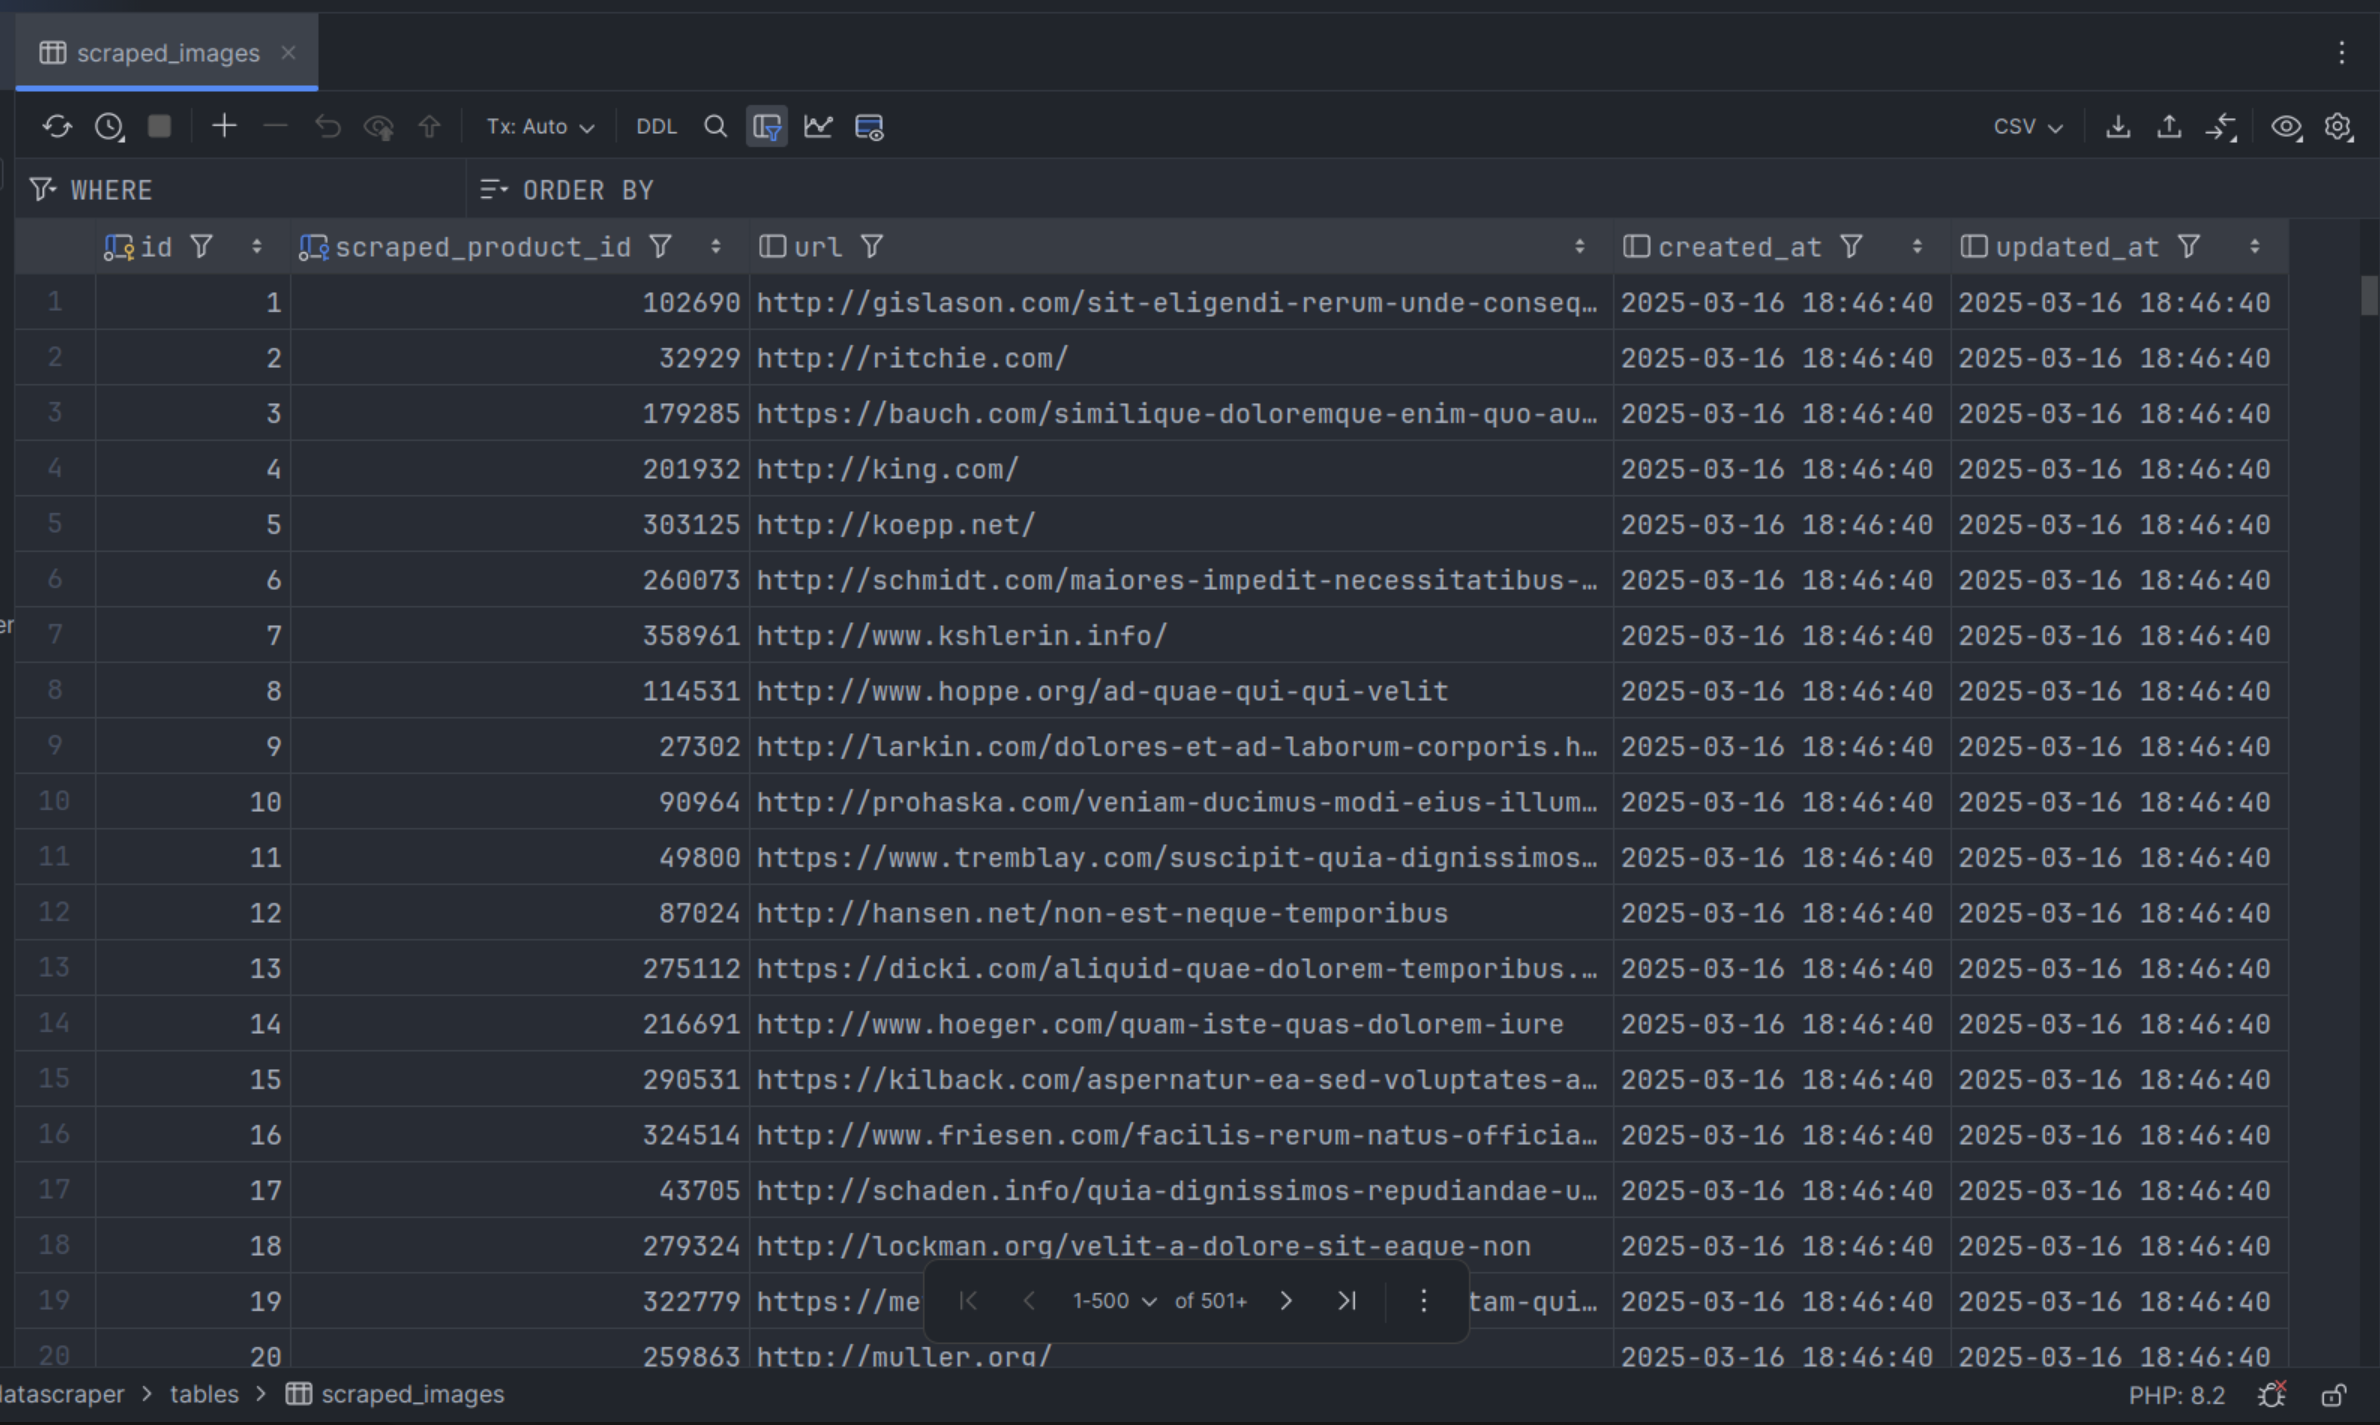 scraped_images
Tx: Auto DDL CSV
WHERE ORDER BY
id scraped_product_id url created_at updated_at
1 1 102690 http://gislason.com/sit-eligendi-rerum-unde-conseq… 2025-03-16 18:46:40 2025-03-16 18:46:40
2 2 32929 http://ritchie.com/ 2025-03-16 18:46:40 2025-03-16 18:46:40
3 3 179285 https://bauch.com/similique-doloremque-enim-quo-au… 2025-03-16 18:46:40 2025-03-16 18:46:40
4 4 201932 http://king.com/ 2025-03-16 18:46:40 2025-03-16 18:46:40
5 5 303125 http://koepp.net/ 2025-03-16 18:46:40 2025-03-16 18:46:40
6 6 260073 http://schmidt.com/maiores-impedit-necessitatibus-… 2025-03-16 18:46:40 2025-03-16 18:46:40
er
7 7 358961 http://www.kshlerin.info/ 2025-03-16 18:46:40 2025-03-16 18:46:40
8 8 114531 http://www.hoppe.org/ad-quae-qui-qui-velit 2025-03-16 18:46:40 2025-03-16 18:46:40
9 9 27302 http://larkin.com/dolores-et-ad-laborum-corporis.h… 2025-03-16 18:46:40 2025-03-16 18:46:40
10 10 90964 http://prohaska.com/veniam-ducimus-modi-eius-illum… 2025-03-16 18:46:40 2025-03-16 18:46:40
11 11 49800 https://www.tremblay.com/suscipit-quia-dignissimos… 2025-03-16 18:46:40 2025-03-16 18:46:40
12 12 87024 http://hansen.net/non-est-neque-temporibus 2025-03-16 18:46:40 2025-03-16 18:46:40
13 13 275112 https://dicki.com/aliquid-quae-dolorem-temporibus.… 2025-03-16 18:46:40 2025-03-16 18:46:40
14 14 216691 http://www.hoeger.com/quam-iste-quas-dolorem-iure 2025-03-16 18:46:40 2025-03-16 18:46:40
15 15 290531 https://kilback.com/aspernatur-ea-sed-voluptates-a… 2025-03-16 18:46:40 2025-03-16 18:46:40
16 16 324514 http://www.friesen.com/facilis-rerum-natus-officia… 2025-03-16 18:46:40 2025-03-16 18:46:40
17 17 43705 http://schaden.info/quia-dignissimos-repudiandae-u… 2025-03-16 18:46:40 2025-03-16 18:46:40
18 18 279324 http://lockman.org/velit-a-dolore-sit-eaque-non 2025-03-16 18:46:40 2025-03-16 18:46:40
19 19 322779 https://me tam-qui… 2025-03-16 18:46:40 2025-03-16 18:46:40
1-500 of 501+
20 20 259863 http://muller.org/ 2025-03-16 18:46:40 2025-03-16 18:46:40
latascraper > tables > scraped_images PHP: 8.2